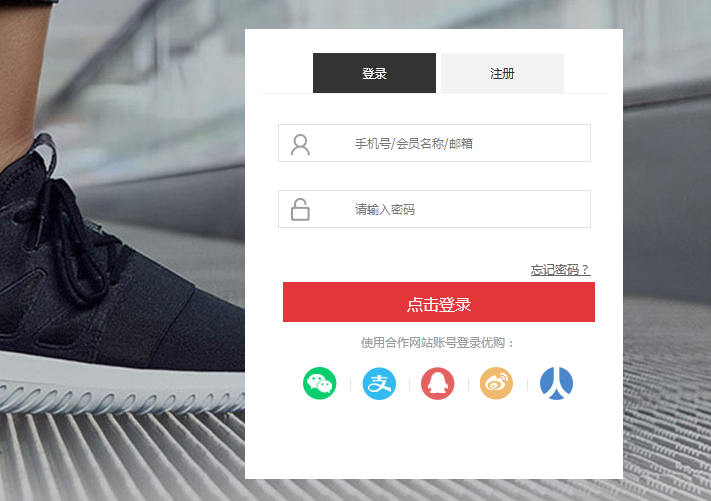 登录
注册
手机号/会员名称/邮箱
请输入密码
忘记密码？
点击登录
使用合作网站账号登录优购：
支